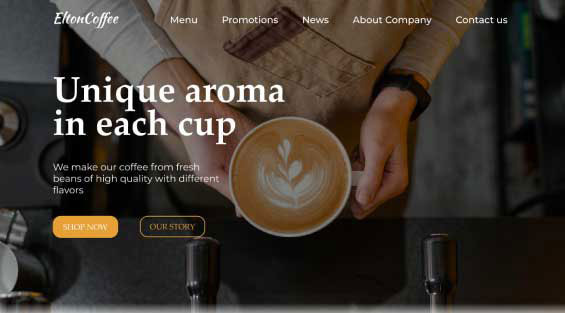 EltonCoffee
Menu
Promotions
News
About Company
Contact us
Unique aroma
in each cup
We make our coffee from fresh
beans of high quality with different
flavors
SHOP NOW
OUR STORY